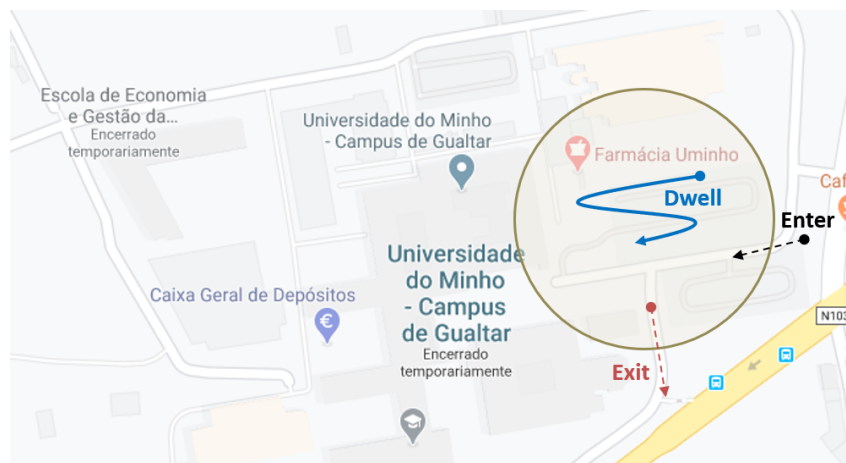 Escola de Economia
e Gestão da...
Encerrado
temporariamente
Universidade do Minho
- Campus de Gualtar
Farmácia Uminho
Dwell
Caf
Enter
Universidade
do Minho
- Campus
de Gualtar
Encerrado
temporariamente
Caixa Geral de Depósitos
€
N103
Exit